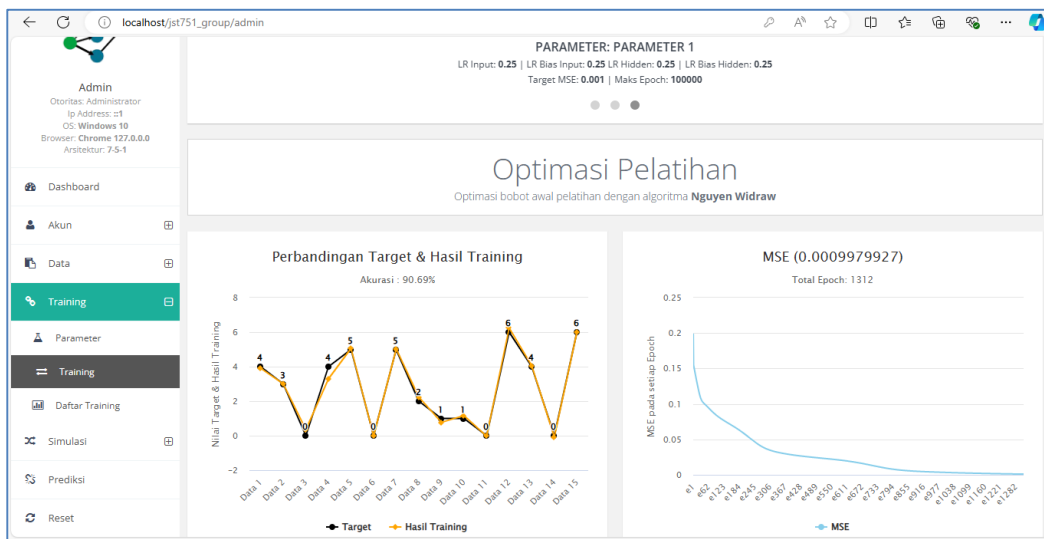 localhost/jst751_group/admin
Admin
Otoritas: Administrator
Ip Address: ::1
OS: Windows 10
Browser: Chrome 127.0.0.0
Arsitektur: 7-5-1
Dashboard
Akun
Data
Training
Parameter
Training
Daftar Training
Simulasi
Prediksi
Reset
PARAMETER: PARAMETER 1
LR Input: 0.25 | LR Bias Input: 0.25 LR Hidden: 0.25 | LR Bias Hidden: 0.25
Target MSE: 0.001 | Maks Epoch: 100000
Optimasi Pelatihan
Optimasi bobot awal pelatihan dengan algoritma Nguyen Widraw
Perbandingan Target & Hasil Training
Akurasi : 90.69%
Nilai Target & Hasil Training
8
6
4
2
0
−2
4
3
0
4
5
0
5
2
1
1
0
6
4
0
6
Data 1
Data 2
Data 3
Data 4
Data 5
Data 6
Data 7
Data 8
Data 9
Data 10
Data 11
Data 12
Data 13
Data 14
Data 15
Target
Hasil Training
MSE (0.0009979927)
Total Epoch: 1312
MSE pada setiap Epoch
0.25
0.2
0.15
0.1
0.05
0
e1
e62
e123
e184
e245
e306
e367
e428
e489
e550
e611
e672
e733
e794
e855
e916
e977
e1038
e1099
e1160
e1221
e1282
MSE